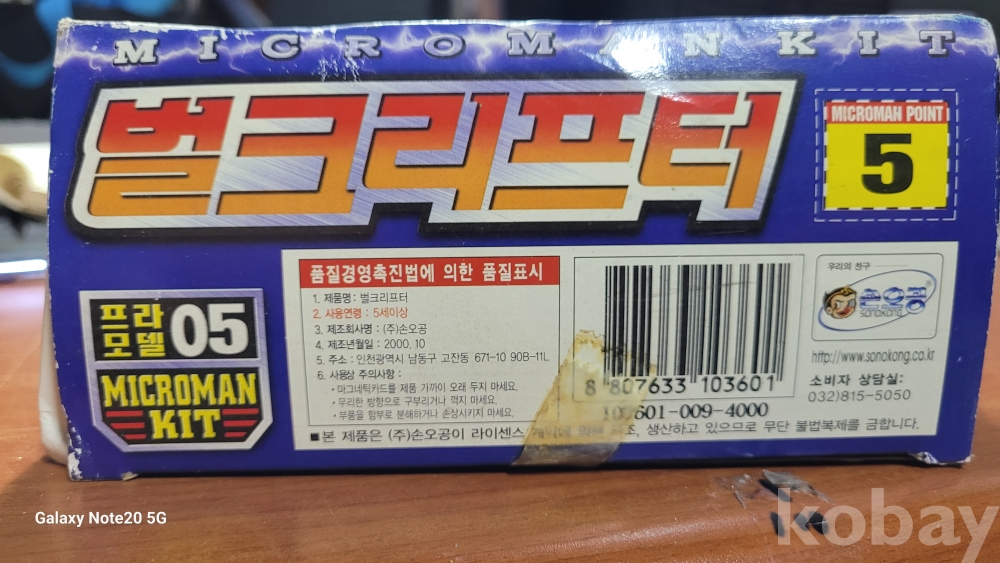 MICROMAN KIT
벌크리프터
MICROMAN POINT
5
프라
모델
05
MICROMAN
KIT
품질경영촉진법에 의한 품질표시
1. 제품명: 벌크리프터
2. 사용연령 : 5세이상
3. 제조회사명 : (주)손오공
4. 제조년월일 : 2000. 10
5. 주소 : 인천광역시 남동구 고잔동 671-10 90B-11L
6. 사용상 주의사항 :
• 마그네틱카드를 제품 가까이 오래 두지 마세요.
• 무리한 방향으로 구부리거나 꺽지 마세요.
• 부품을 함부로 분해하거나 손상시키지 마세요.
8 807633 103601
103601-009-4000
우리의 친구
손오공®
SONOKONG
http://www.sonokong.co.kr
소비자 상담실:
032)815-5050
■본 제품은 (주)손오공이 라이센스 생산하고 있으므로 무단 불법복제를 금합니다.
Galaxy Note20 5G
kobay